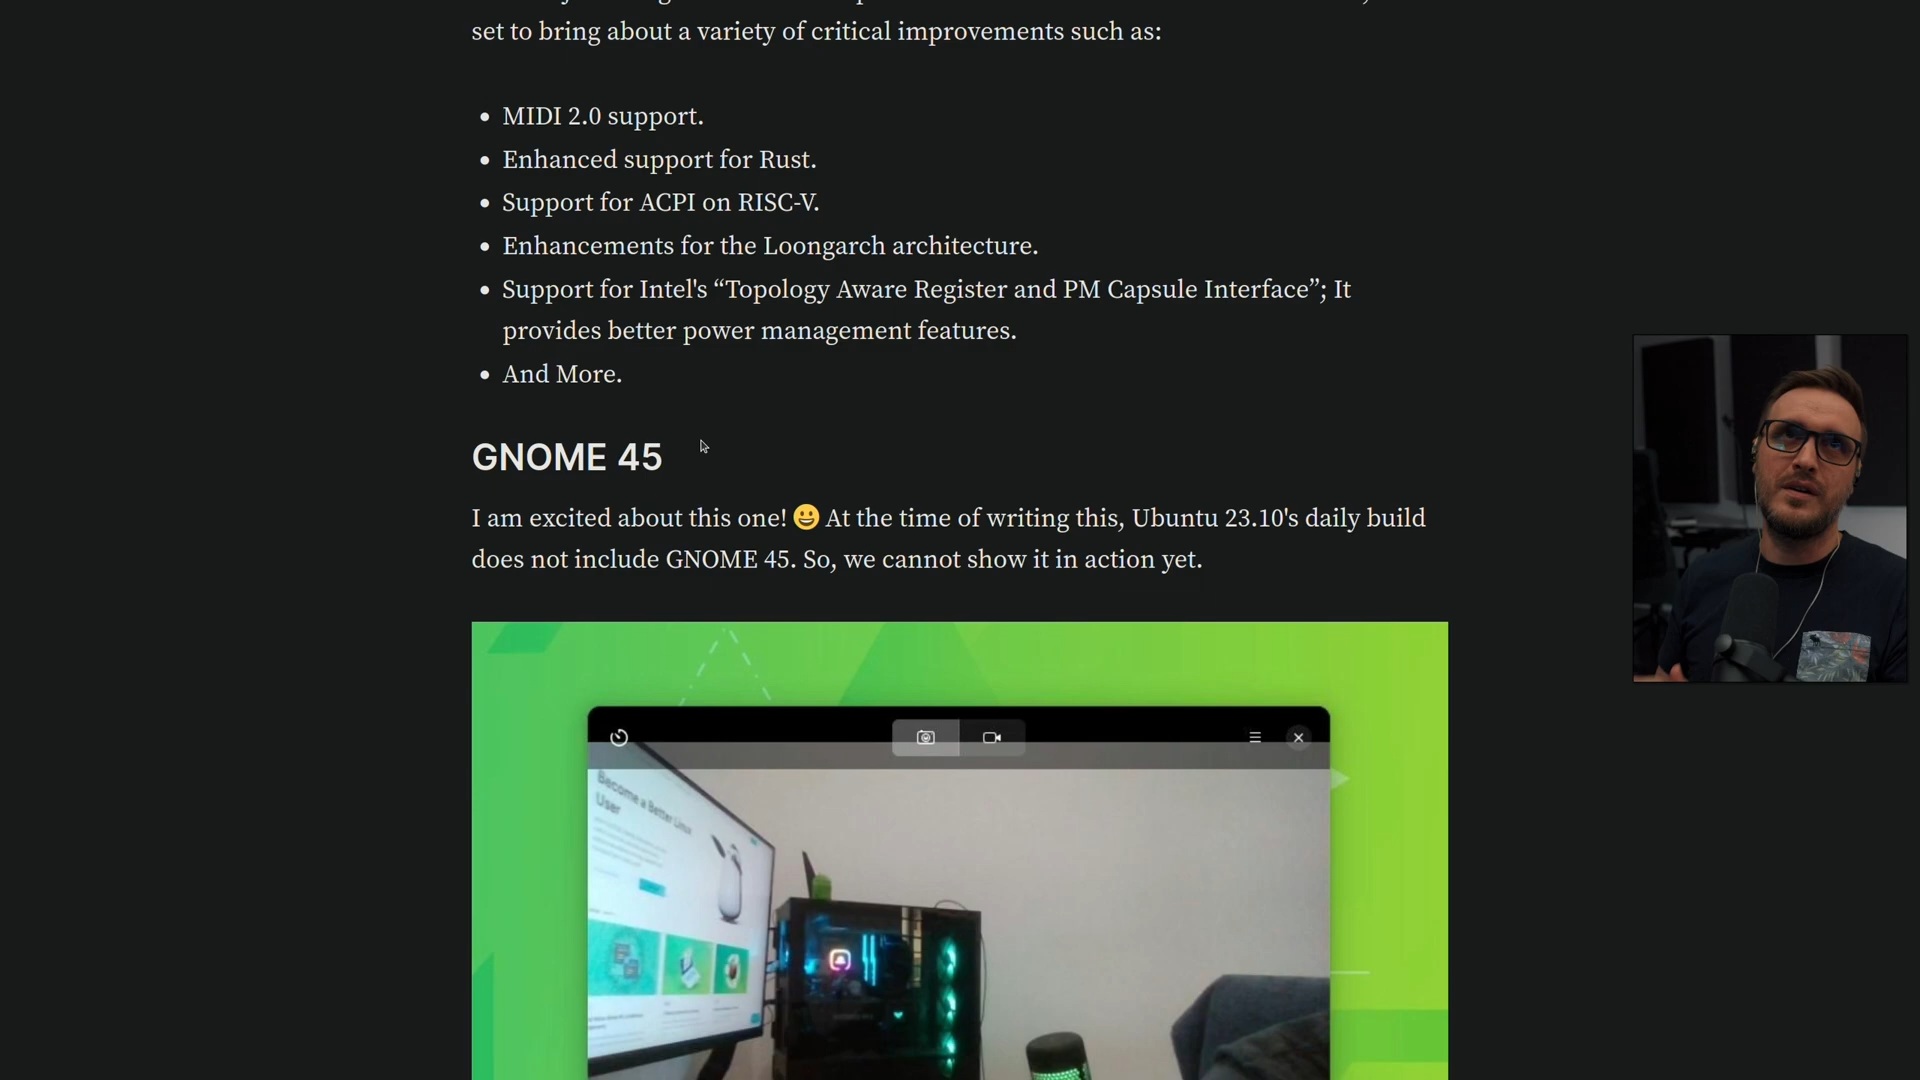 set to bring about a variety of critical improvements such as:
• MIDI 2.0 support.
• Enhanced support for Rust.
• Support for ACPI on RISC-V.
• Enhancements for the Loongarch architecture.
• Support for Intel's “Topology Aware Register and PM Capsule Interface”; It
provides better power management features.
• And More.
GNOME 45
I am excited about this one! 😀 At the time of writing this, Ubuntu 23.10's daily build
does not include GNOME 45. So, we cannot show it in action yet.
Become a Better Linux
User